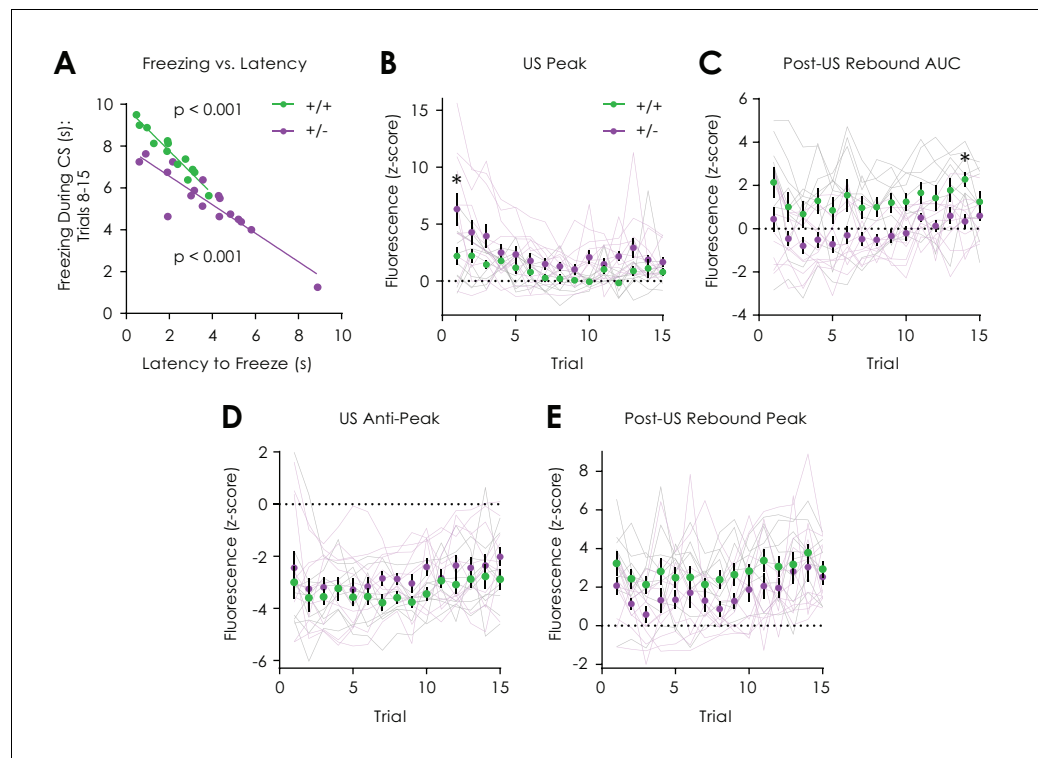 A
Freezing vs. Latency
p < 0.001
+/+
+/-
Freezing During CS (s):
Trials 8-15
10
8
6
4
2
0
p < 0.001
0 2 4 6 8 10
Latency to Freeze (s)
B
US Peak
+/+
+/-
Fluorescence (z-score)
15
10
5
0
*
0 5 10 15
Trial
C
Post-US Rebound AUC
Fluorescence (z-score)
6
4
2
0
-2
-4
*
0 5 10 15
Trial
D
US Anti-Peak
Fluorescence (z-score)
2
0
-2
-4
-6
0 5 10 15
Trial
E
Post-US Rebound Peak
Fluorescence (z-score)
8
6
4
2
0
-2
0 5 10 15
Trial